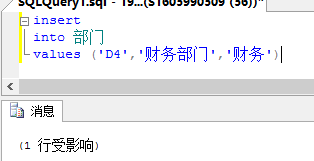 SQLQuery1.sql - 19...(s1605990309 (56))*
insert
into 部门
values ('D4','财务部门','财务')
消息
(1 行受影响)